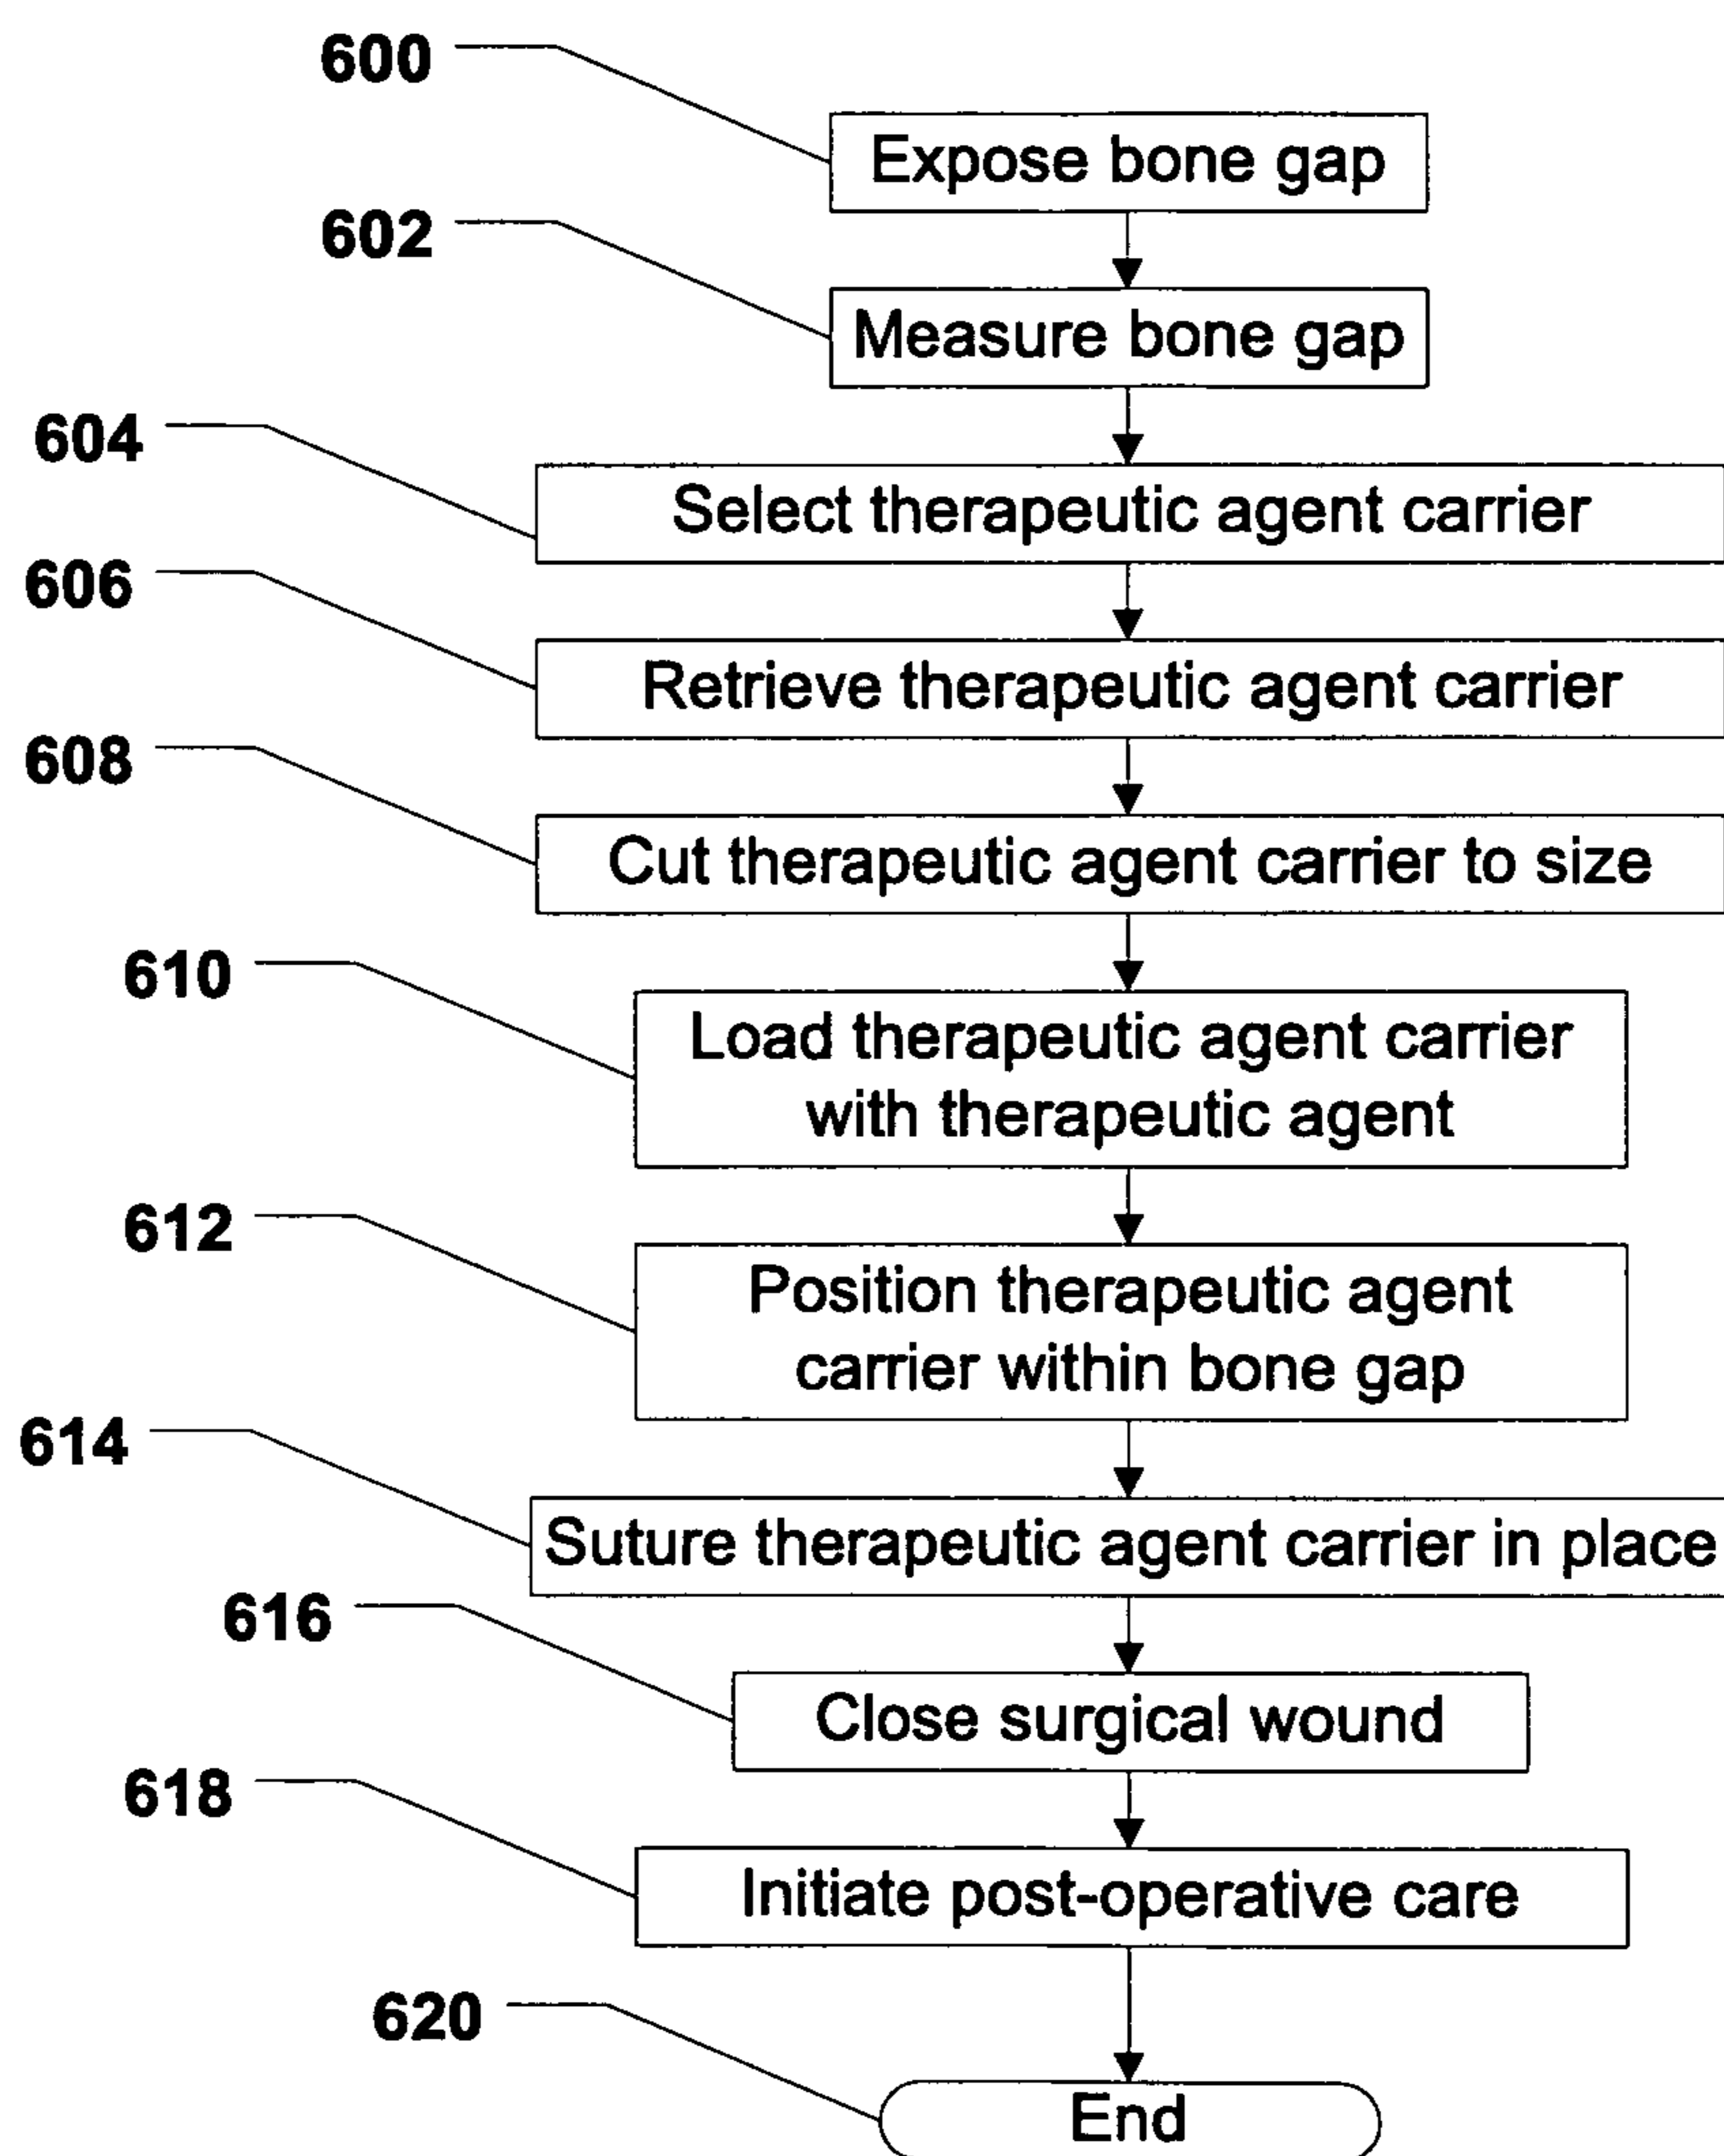 600
Expose bone gap
602
Measure bone gap
604
Select therapeutic agent carrier
606
Retrieve therapeutic agent carrier
608
Cut therapeutic agent carrier to size
610
Load therapeutic agent carrier
with therapeutic agent
612
Position therapeutic agent
carrier within bone gap
614
Suture therapeutic agent carrier in place
616
Close surgical wound
618
Initiate post-operative care
620
End